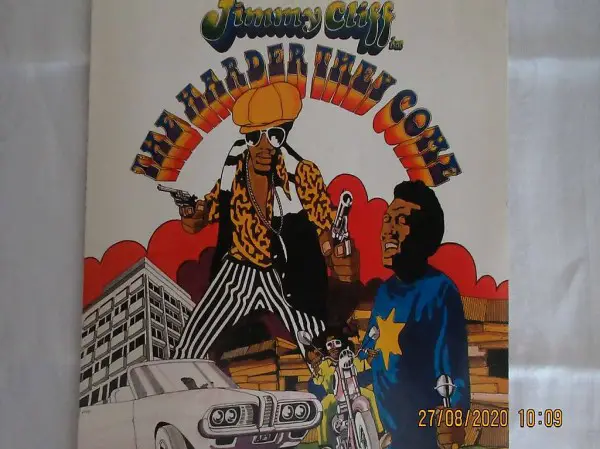 Jimmy Cliff
in
THE HARDER THEY COME
27/08/2020 10:09